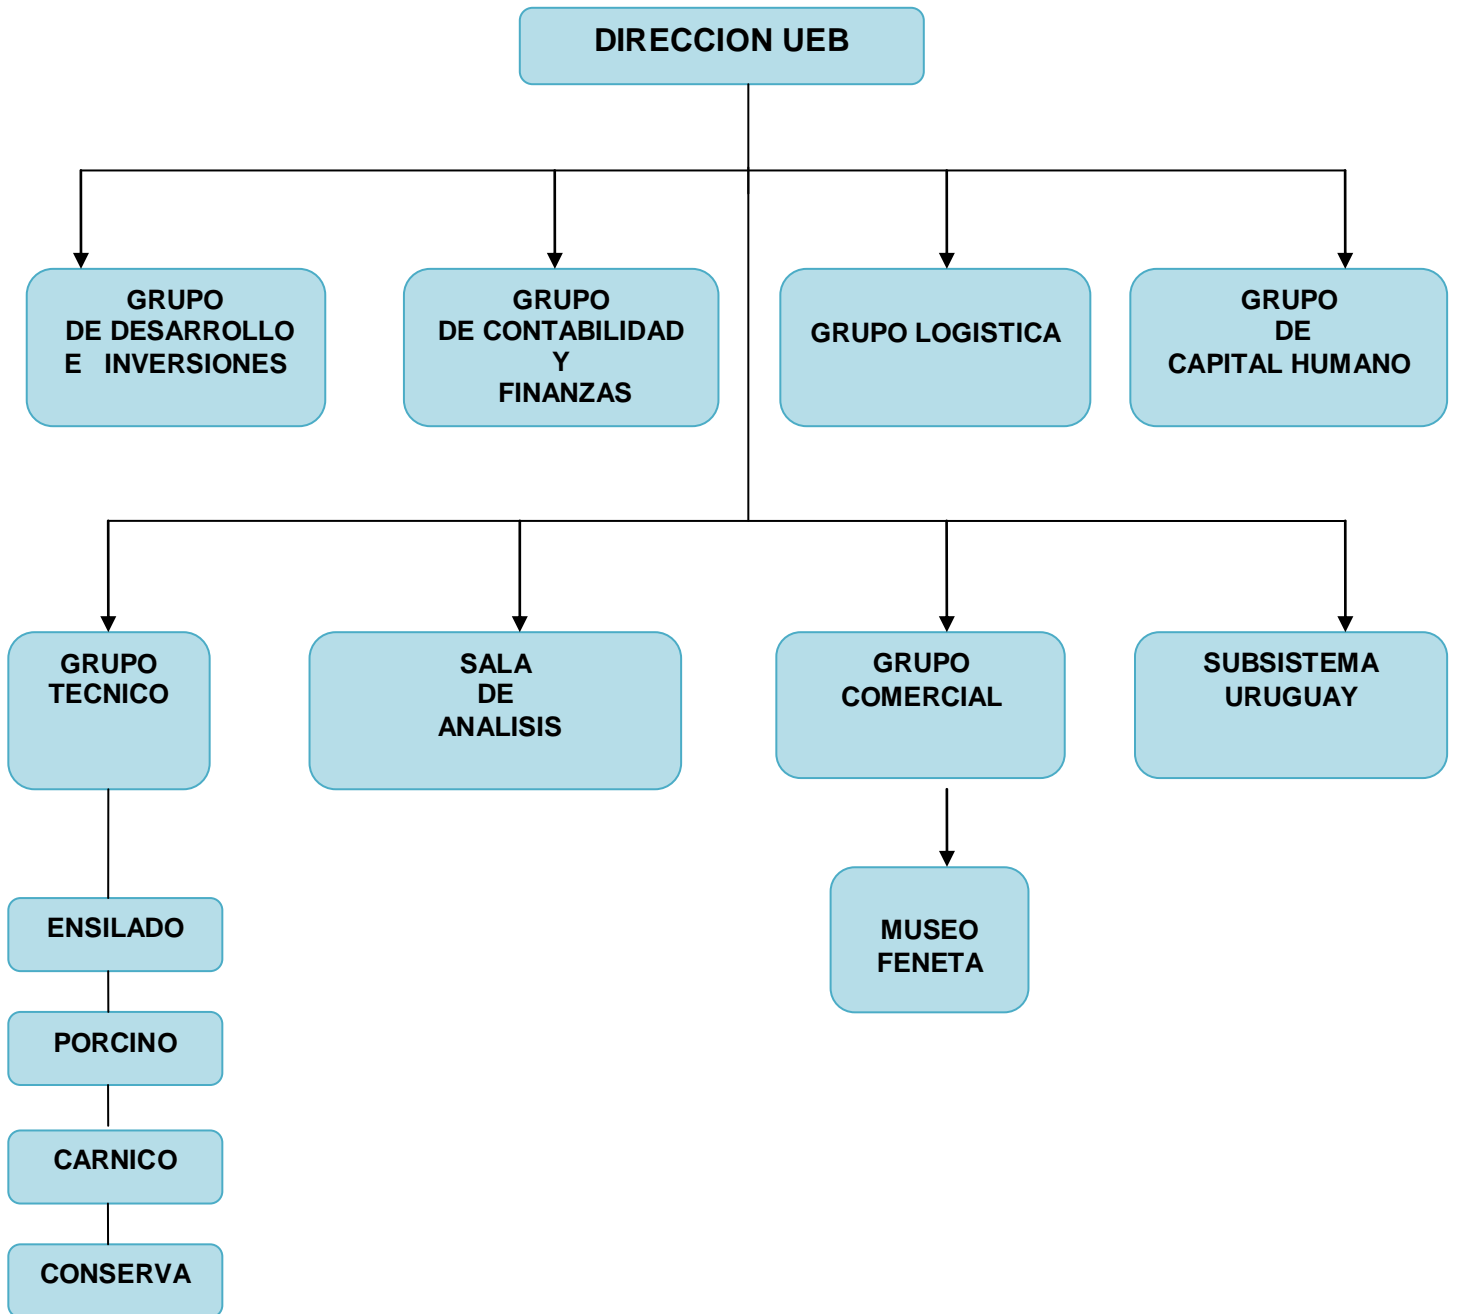 DIRECCION UEB
GRUPO
DE DESARROLLO
E INVERSIONES
GRUPO
DE CONTABILIDAD
Y
FINANZAS
GRUPO LOGISTICA
GRUPO
DE
CAPITAL HUMANO
GRUPO
TECNICO
SALA
DE
ANALISIS
GRUPO
COMERCIAL
SUBSISTEMA
URUGUAY
ENSILADO
MUSEO
FENETA
PORCINO
CARNICO
CONSERVA